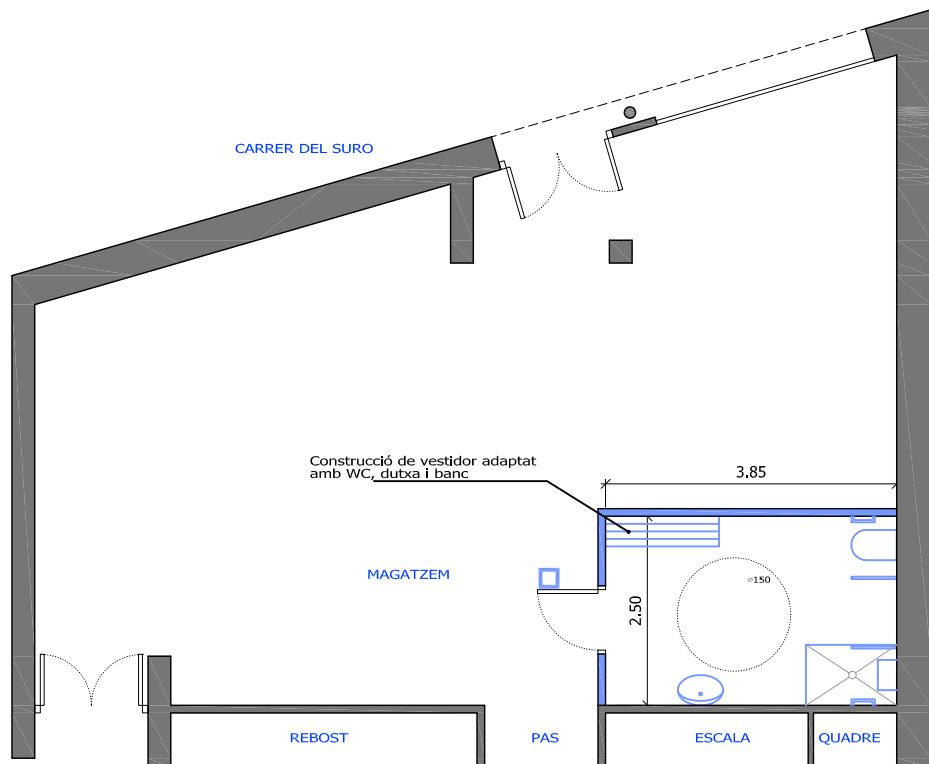 CARRER DEL SURO
Construcció de vestidor adaptat
amb WC, dutxa i banc
3.85
MAGATZEM
⌀150
2.50
REBOST
PAS
ESCALA
QUADRE